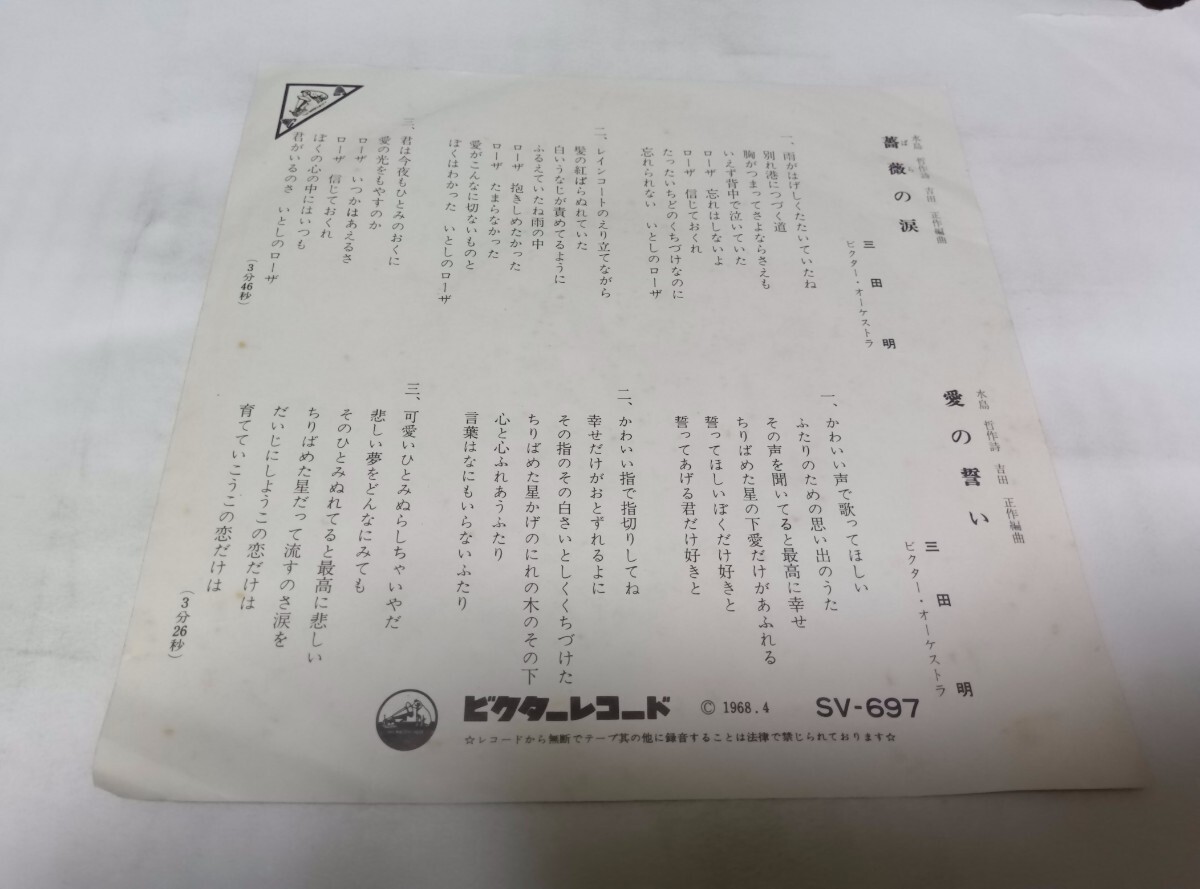 薔薇の涙
ばら
水島 哲作詩 吉田 正作編曲
三田 明
ビクター・オーケストラ
一、雨がはげしくたたいていたね
別れ港につづく道
胸がつまってさよならさえも
いえず背中で泣いていた
ローザ 忘れはしないよ
ローザ 信じておくれ
たったいちどのくちづけなのに
忘れられない いとしのローザ
二、レインコートのえり立てながら
髪の紅ばらぬれていた
白いうなじが責めてるように
ふるえていたね雨の中
ローザ 抱きしめたかった
ローザ たまらなかった
愛がこんなに切ないものと
ぼくはわかった いとしのローザ
三、君は今夜もひとみのおくに
愛の光をもやすのか
ローザ いつかはあえるさ
ローザ 信じておくれ
ぼくの心の中にはいつも
君がいるのさ いとしのローザ
(3分46秒)
愛の誓い
水島 哲作詩 吉田 正作編曲
三田 明
ビクター・オーケストラ
一、かわいい声で歌ってほしい
ふたりのための思い出のうた
その声を聞いてると最高に幸せ
ちりばめた星の下愛だけがあふれる
誓ってほしいぼくだけ好きと
誓ってあげる君だけ好きと
二、かわいい指で指切りしてね
幸せだけがおとずれるよに
その指のその白さいとしくくちづけた
ちりばめた星かげのにれの木のその下
心と心ふれあうふたり
言葉はなにもいらないふたり
三、可愛いひとみぬらしちゃいやだ
悲しい夢をどんなにみても
そのひとみぬれてると最高に悲しい
ちりばめた星だって流すのさ涙を
だいじにしようこの恋だけは
育てていこうこの恋だけは
(3分26秒)
ビクターレコード © 1968.4 SV-697
☆レコードから無断でテープ其の他に録音することは法律で禁じられております☆